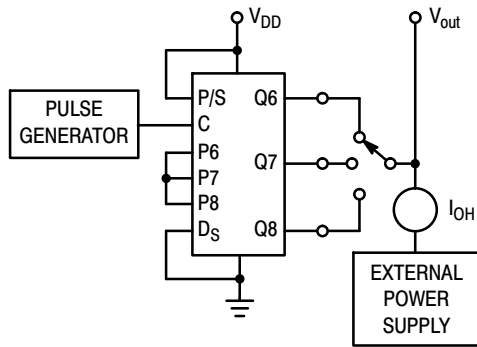 V_DD
V_out
PULSE
GENERATOR
P/S
C
P6
P7
P8
D_S
Q6
Q7
Q8
I_OH
EXTERNAL
POWER
SUPPLY